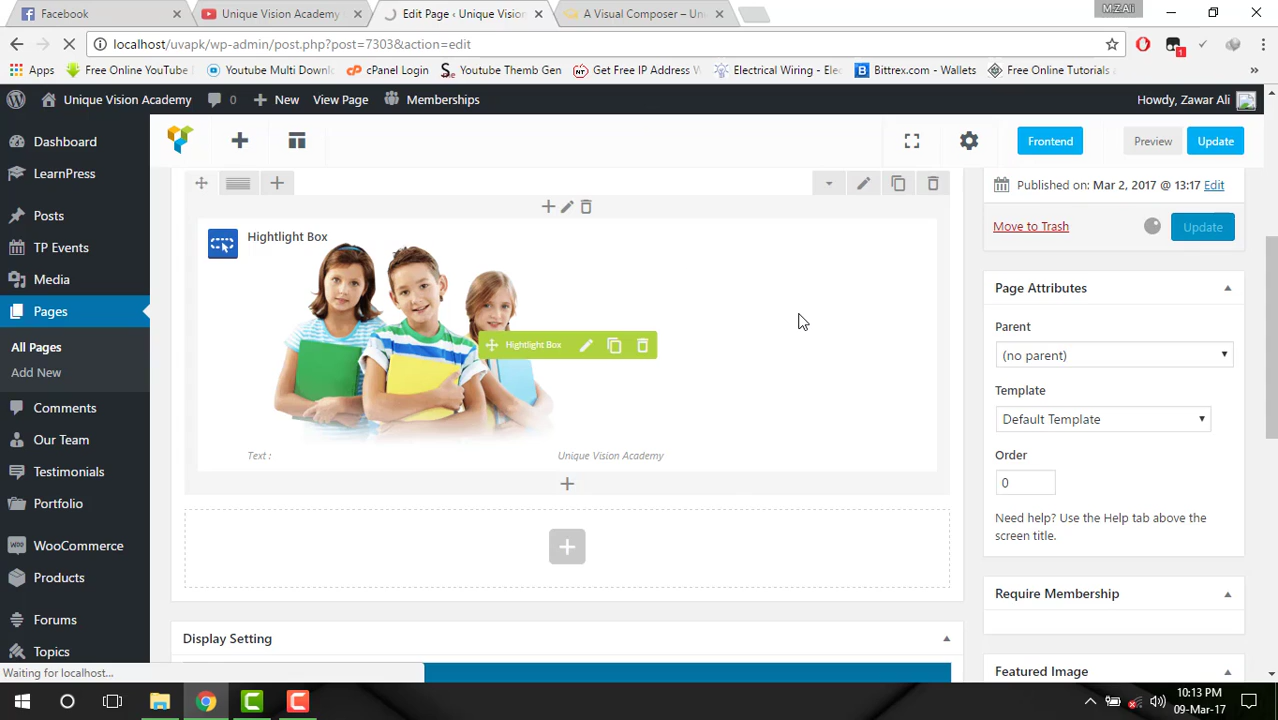 Facebook
Unique Vision Academy
Edit Page ‹ Unique Vision
A Visual Composer – Un
M.Z.Ali
localhost/uvapk/wp-admin/post.php?post=7303&action=edit
Apps
Free Online YouTube
Youtube Multi Downl
cPanel Login
Youtube Themb Gen
Get Free IP Address
Electrical Wiring - Elec
Bittrex.com - Wallets
Free Online Tutorials
Unique Vision Academy
0
New
View Page
Memberships
Howdy, Zawar Ali
Dashboard
LearnPress
Posts
TP Events
Media
Pages
All Pages
Add New
Comments
Our Team
Testimonials
Portfolio
WooCommerce
Products
Forums
Topics
Frontend
Preview
Update
Hightlight Box
Hightlight Box
Text :
Unique Vision Academy
Display Setting
Published on: Mar 2, 2017 @ 13:17 Edit
Move to Trash
Update
Page Attributes
Parent
(no parent)
Template
Default Template
Order
0
Need help? Use the Help tab above the
screen title.
Require Membership
Featured Image
Waiting for localhost...
10:13 PM
09-Mar-17